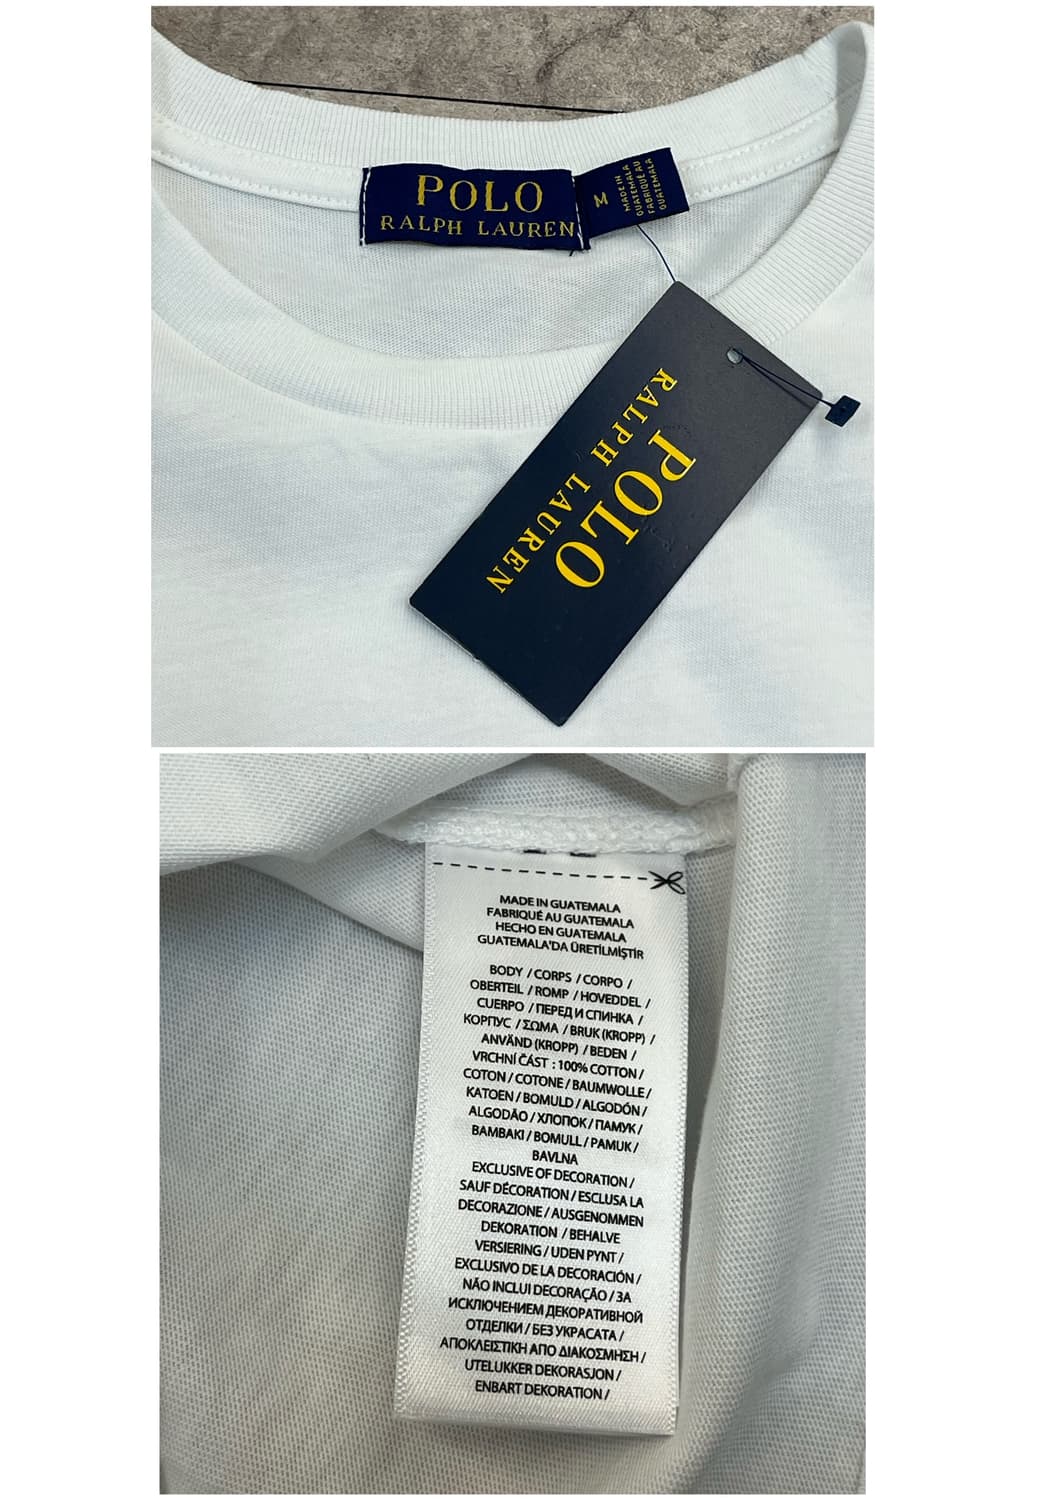 POLO
RALPH LAUREN
M
MADE IN
GUATEMALA
FABRIQUÉ AU
GUATEMALA
POLO
RALPH LAUREN
MADE IN GUATEMALA
FABRIQUÉ AU GUATEMALA
HECHO EN GUATEMALA
GUATEMALA'DA ÜRETİLMİŞTİR
BODY / CORPS / CORPO /
OBERTEIL / ROMP / HOVEDDEL /
CUERPO / ПЕРЕД И СПИНКА /
КОРПУС / ΣΩΜΑ / BRUK (KROPP) /
ANVÄND (KROPP) / BEDEN /
VRCHNÍ ČÁST : 100% COTTON /
COTON / COTONE / BAUMWOLLE /
KATOEN / BOMULD / ALGODÓN /
ALGODÃO / ХЛОПОК / ПАМУК /
BAMBAKI / BOMULL / PAMUK /
BAVLNA
EXCLUSIVE OF DECORATION /
SAUF DÉCORATION / ESCLUSA LA
DECORAZIONE / AUSGENOMMEN
DEKORATION / BEHALVE
VERSIERING / UDEN PYNT /
EXCLUSIVO DE LA DECORACIÓN /
NÃO INCLUI DECORAÇÃO / ЗА
ИСКЛЮЧЕНИЕМ ДЕКОРАТИВНОЙ
ОТДЕЛКИ / БЕЗ УКРАСАТА /
ΑΠΟΚΛΕΙΣΤΙΚΗ ΑΠΟ ΔΙΑΚΟΣΜΗΣΗ /
UTELUKKER DEKORASJON /
ENBART DEKORATION /